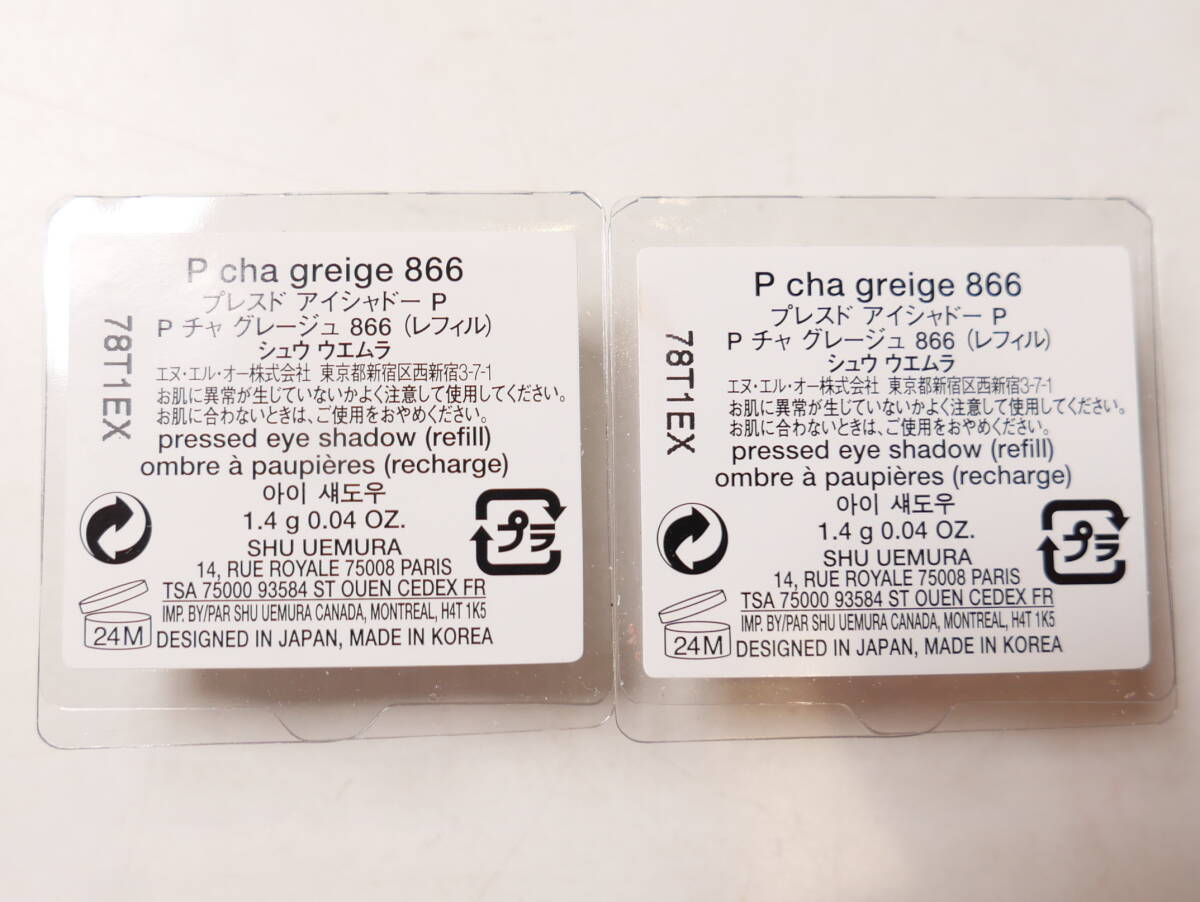 P cha greige 866
プレスド アイシャドー P
P チャ グレージュ 866 (レフィル)
シュウ ウエムラ
エヌ・エル・オー株式会社 東京都新宿区西新宿3-7-1
お肌に異常が生じていないかよく注意して使用してください。
お肌に合わないときは、ご使用をおやめください。
pressed eye shadow (refill)
ombre à paupières (recharge)
아이 섀도우
1.4 g 0.04 OZ.
SHU UEMURA
14, RUE ROYALE 75008 PARIS
TSA 75000 93584 ST OUEN CEDEX FR
IMP. BY/PAR SHU UEMURA CANADA, MONTREAL, H4T 1K5
DESIGNED IN JAPAN, MADE IN KOREA
78T1EX
プラ
24M
P cha greige 866
プレスド アイシャドー P
P チャ グレージュ 866 (レフィル)
シュウ ウエムラ
エヌ・エル・オー株式会社 東京都新宿区西新宿3-7-1
お肌に異常が生じていないかよく注意して使用してください。
お肌に合わないときは、ご使用をおやめください。
pressed eye shadow (refill)
ombre à paupières (recharge)
아이 섀도우
1.4 g 0.04 OZ.
SHU UEMURA
14, RUE ROYALE 75008 PARIS
TSA 75000 93584 ST OUEN CEDEX FR
IMP. BY/PAR SHU UEMURA CANADA, MONTREAL, H4T 1K5
DESIGNED IN JAPAN, MADE IN KOREA
78T1EX
プラ
24M